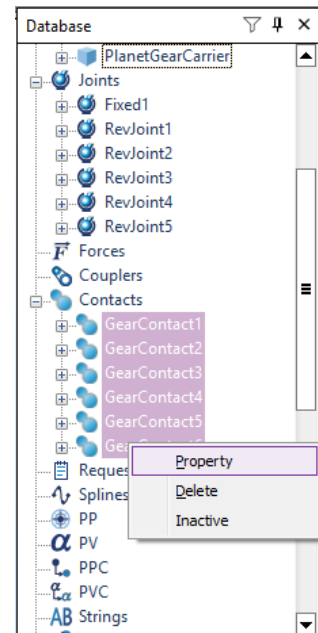 Database
PlanetGearCarrier
Joints
Fixed1
RevJoint1
RevJoint2
RevJoint3
RevJoint4
RevJoint5
Forces
Couplers
Contacts
GearContact1
GearContact2
GearContact3
GearContact4
GearContact5
Property
Delete
Inactive
Splines
PP
PV
PPC
PVC
AB Strings